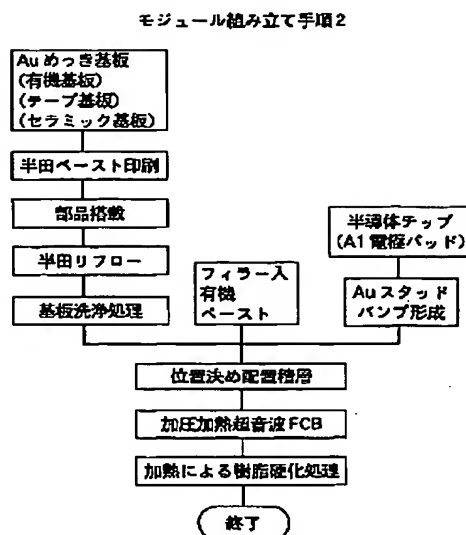 モジュール組み立て手順2
Auめっき基板
(有機基板)
(テープ基板)
(セラミック基板)
半田ペースト印刷
部品搭載
半田リフロー
基板洗浄処理
フィラー入
有機
ペースト
半導体チップ
(A1電極パッド)
Auスタッド
バンプ形成
位置決め配置積層
加圧加熱超音波FCB
加熱による樹脂硬化処理
終了